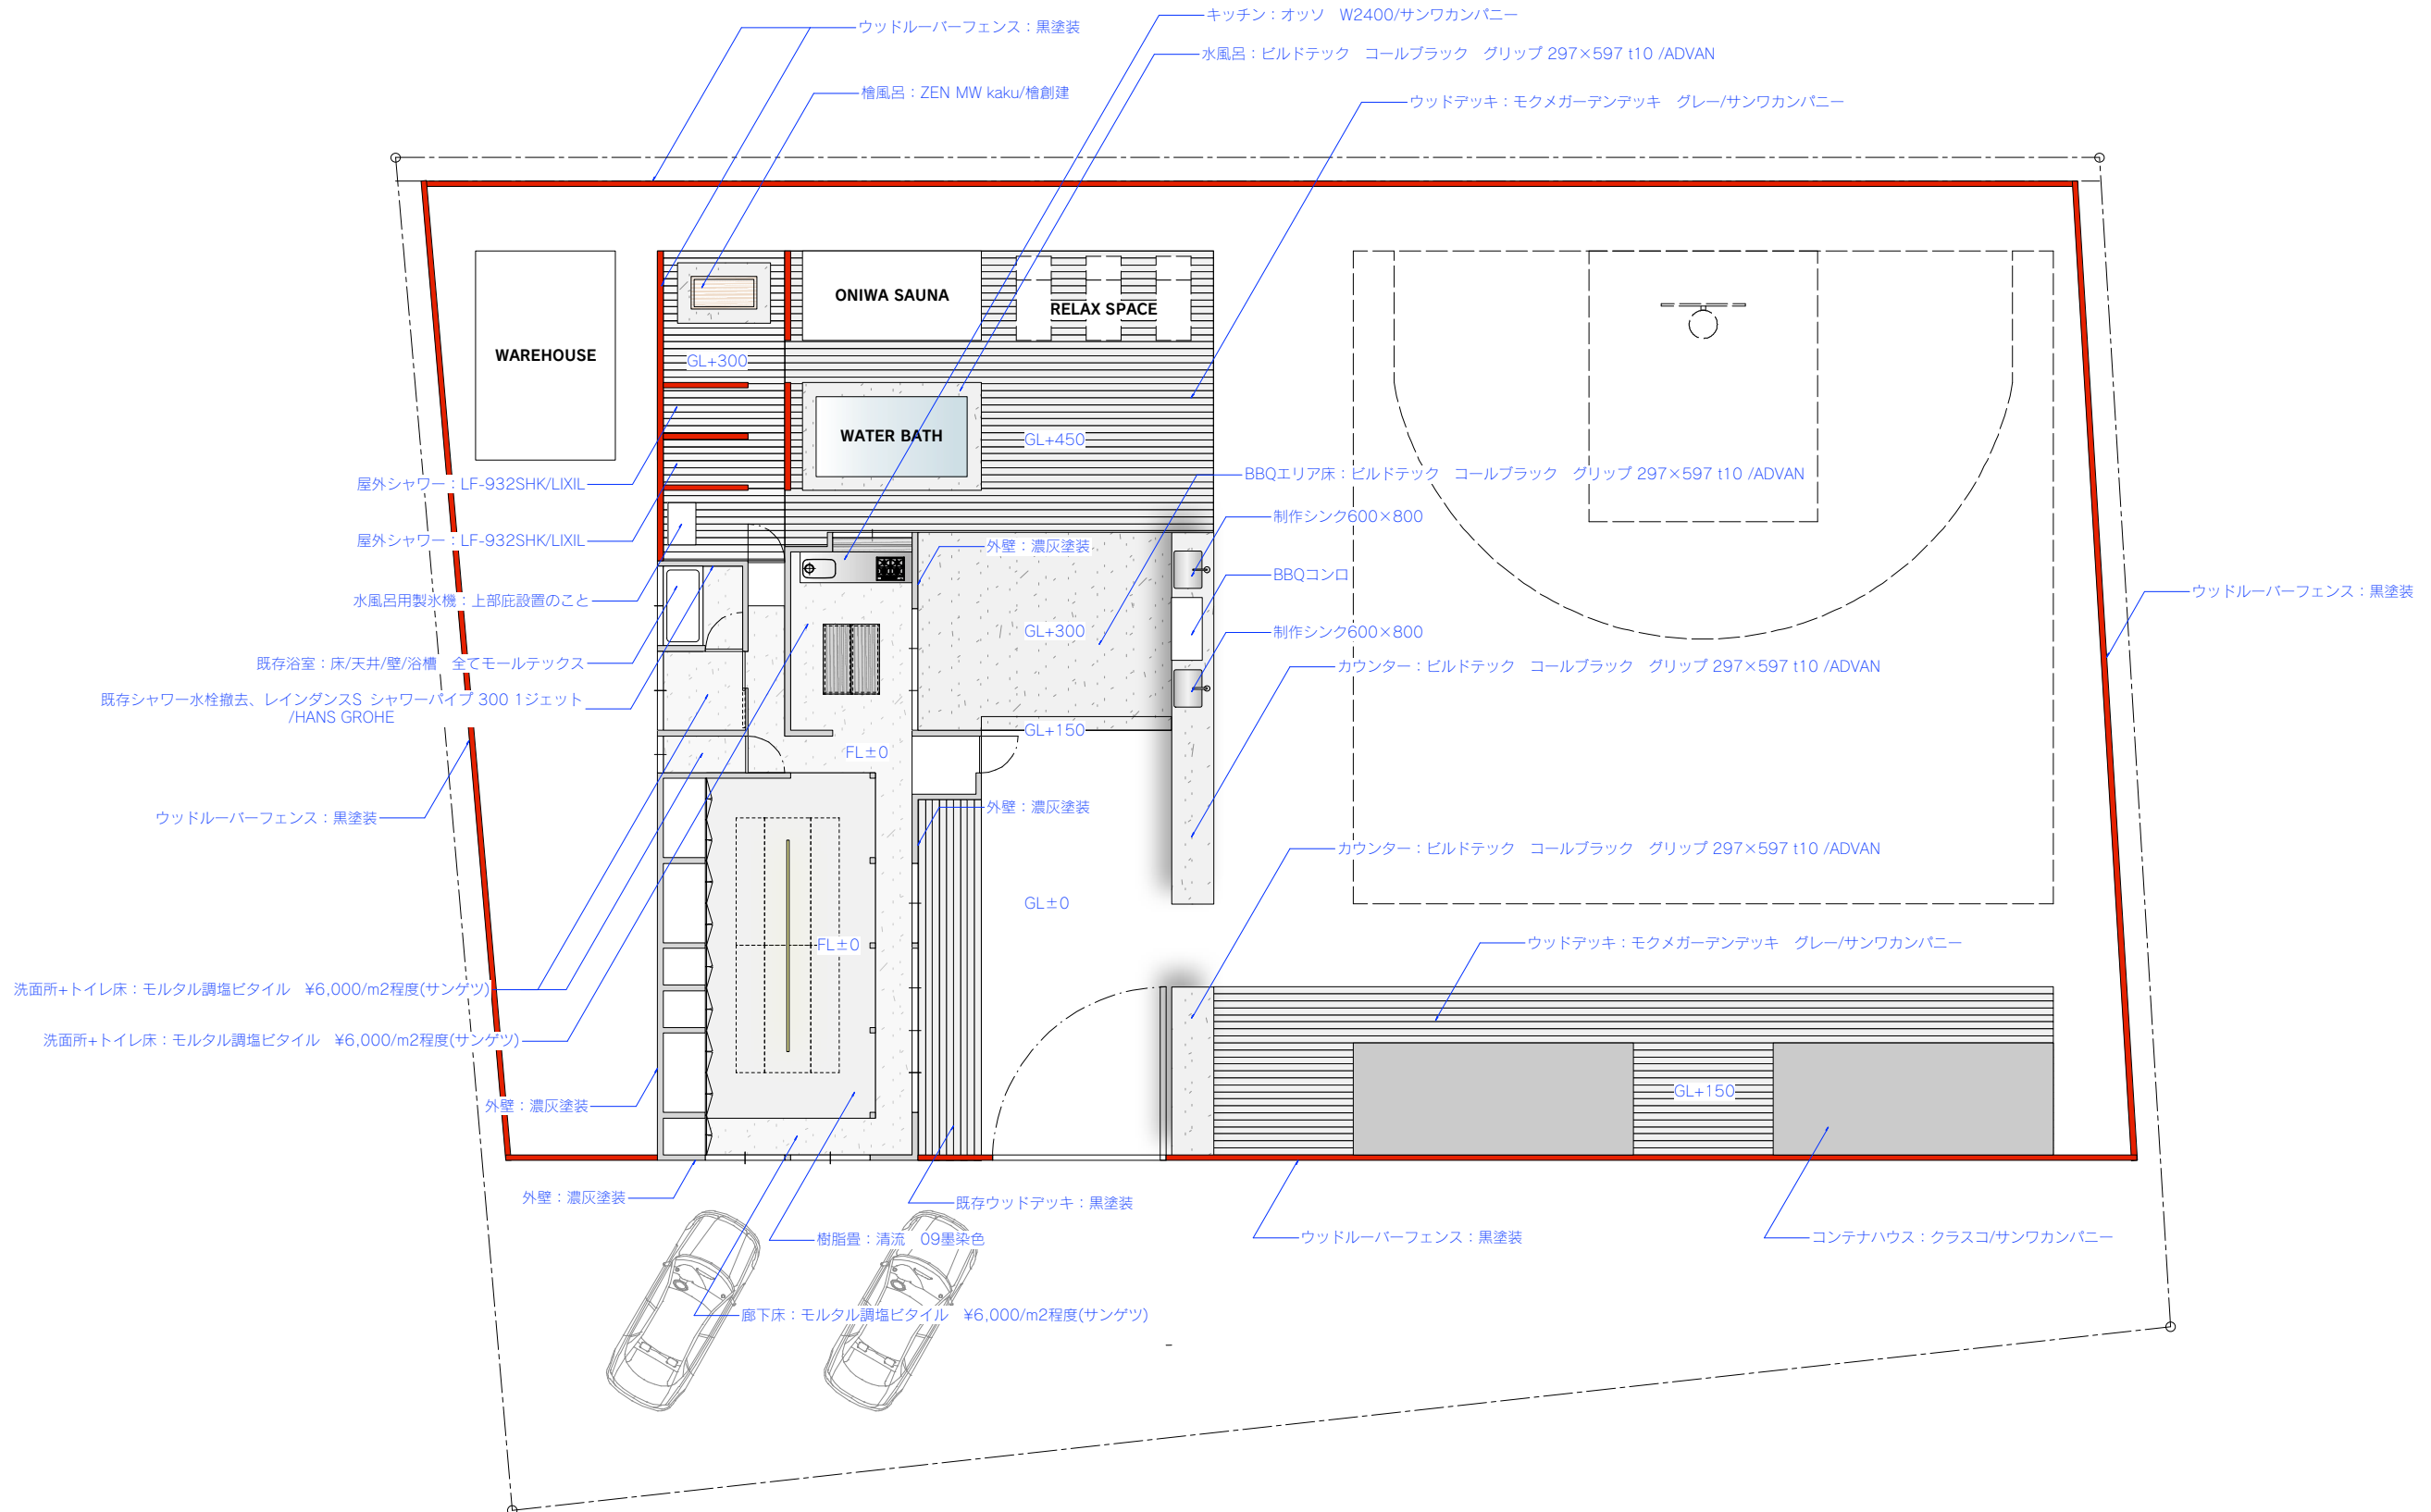 ウッドルーバーフェンス：黒塗装
キッチン：オッソ　W2400/サンワカンパニー
水風呂：ビルドテック　コールブラック　グリップ 297×597 t10 /ADVAN
檜風呂：ZEN MW kaku/檜創建
ウッドデッキ：モクメガーデンデッキ　グレー/サンワカンパニー
ONIWA SAUNA
RELAX SPACE
WAREHOUSE
GL+300
WATER BATH
GL+450
BBQエリア床：ビルドテック　コールブラック　グリップ 297×597 t10 /ADVAN
屋外シャワー：LF-932SHK/LIXIL
制作シンク600×800
屋外シャワー：LF-932SHK/LIXIL
外壁：濃灰塗装
BBQコンロ
ウッドルーバーフェンス：黒塗装
水風呂用製氷機：上部庇設置のこと
GL+300
制作シンク600×800
既存浴室：床/天井/壁/浴槽　全てモールテックス
カウンター：ビルドテック　コールブラック　グリップ 297×597 t10 /ADVAN
既存シャワー水栓撤去、レインダンスS シャワーパイプ 300 1ジェット
/HANS GROHE
GL+150
FL±0
外壁：濃灰塗装
ウッドルーバーフェンス：黒塗装
カウンター：ビルドテック　コールブラック　グリップ 297×597 t10 /ADVAN
GL±0
FL±0
ウッドデッキ：モクメガーデンデッキ　グレー/サンワカンパニー
洗面所+トイレ床：モルタル調塩ビタイル　¥6,000/m2程度(サンゲツ)
洗面所+トイレ床：モルタル調塩ビタイル　¥6,000/m2程度(サンゲツ)
GL+150
外壁：濃灰塗装
外壁：濃灰塗装
既存ウッドデッキ：黒塗装
樹脂畳：清流　09墨染色
ウッドルーバーフェンス：黒塗装
コンテナハウス：クラスコ/サンワカンパニー
廊下床：モルタル調塩ビタイル　¥6,000/m2程度(サンゲツ)